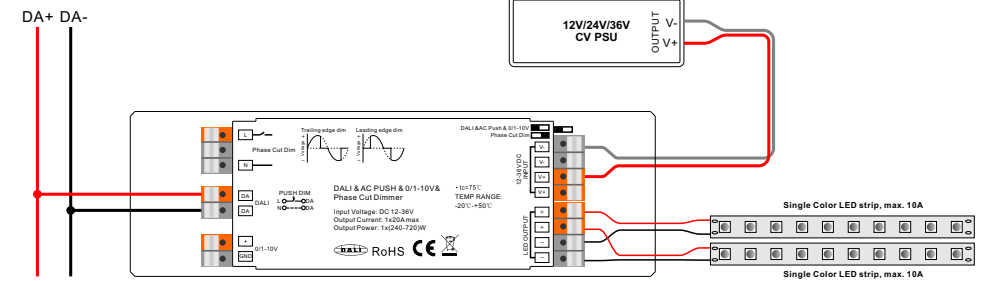 DA+ DA-
12V/24V/36V
CV PSU
OUTPUT
V-
V+
L
Phase Cut Dim
N
Trailing edge dim
Leading edge dim
Voltage
Voltage
DALI &AC Push & 0/1-10V
Phase Cut Dim
12-36VDC
INPUT
V-
V-
V+
V+
DA
DALI
DA
PUSH DIM
L DA
N DA
DALI & AC PUSH & 0/1-10V&
Phase Cut Dimmer
Input Voltage: DC 12-36V
Output Current: 1x20A max
Output Power: 1x(240-720)W
• tc=75℃
TEMP RANGE:
-20℃-+50℃
LED OUTPUT
+
+
−
−
+
0/1-10V
GND
DALI RoHS CE
Single Color LED strip, max. 10A
Single Color LED strip, max. 10A